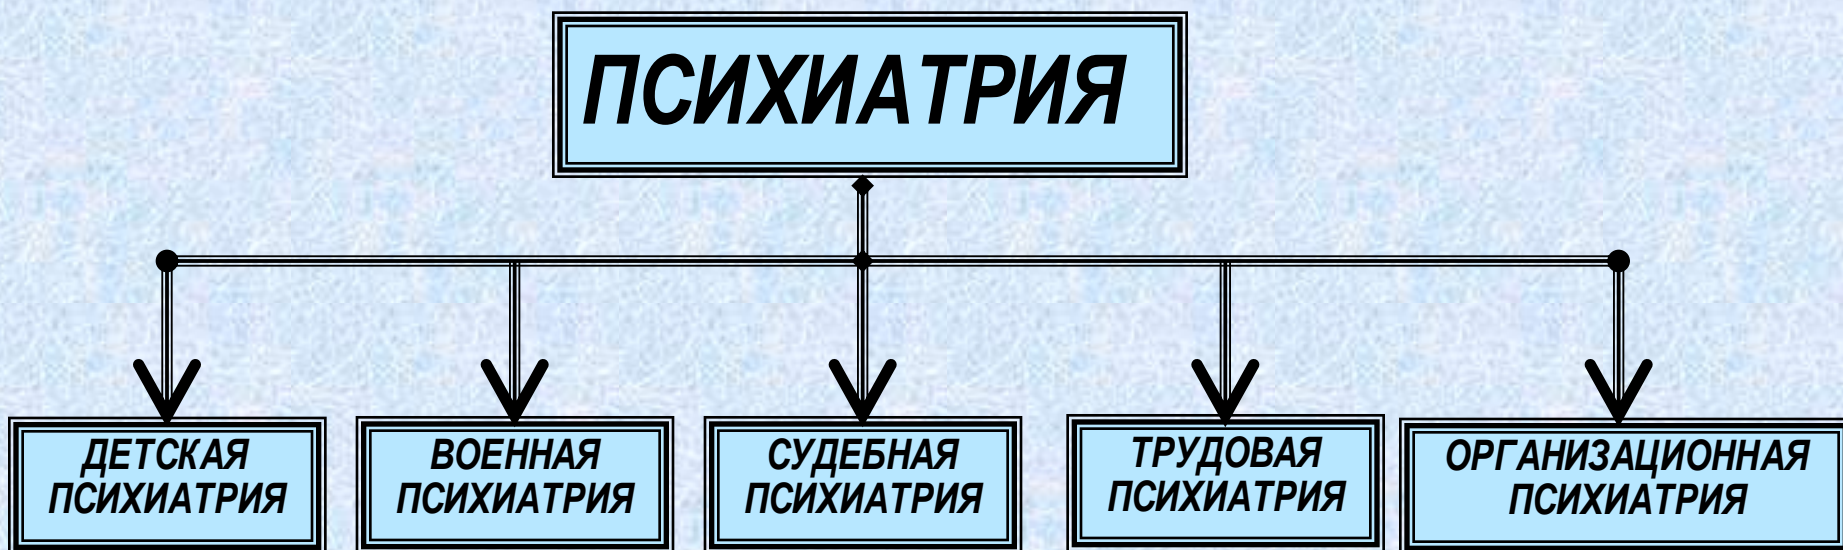 ПСИХИАТРИЯ
ДЕТСКАЯ
ПСИХИАТРИЯ
ВОЕННАЯ
ПСИХИАТРИЯ
СУДЕБНАЯ
ПСИХИАТРИЯ
ТРУДОВАЯ
ПСИХИАТРИЯ
ОРГАНИЗАЦИОННАЯ
ПСИХИАТРИЯ